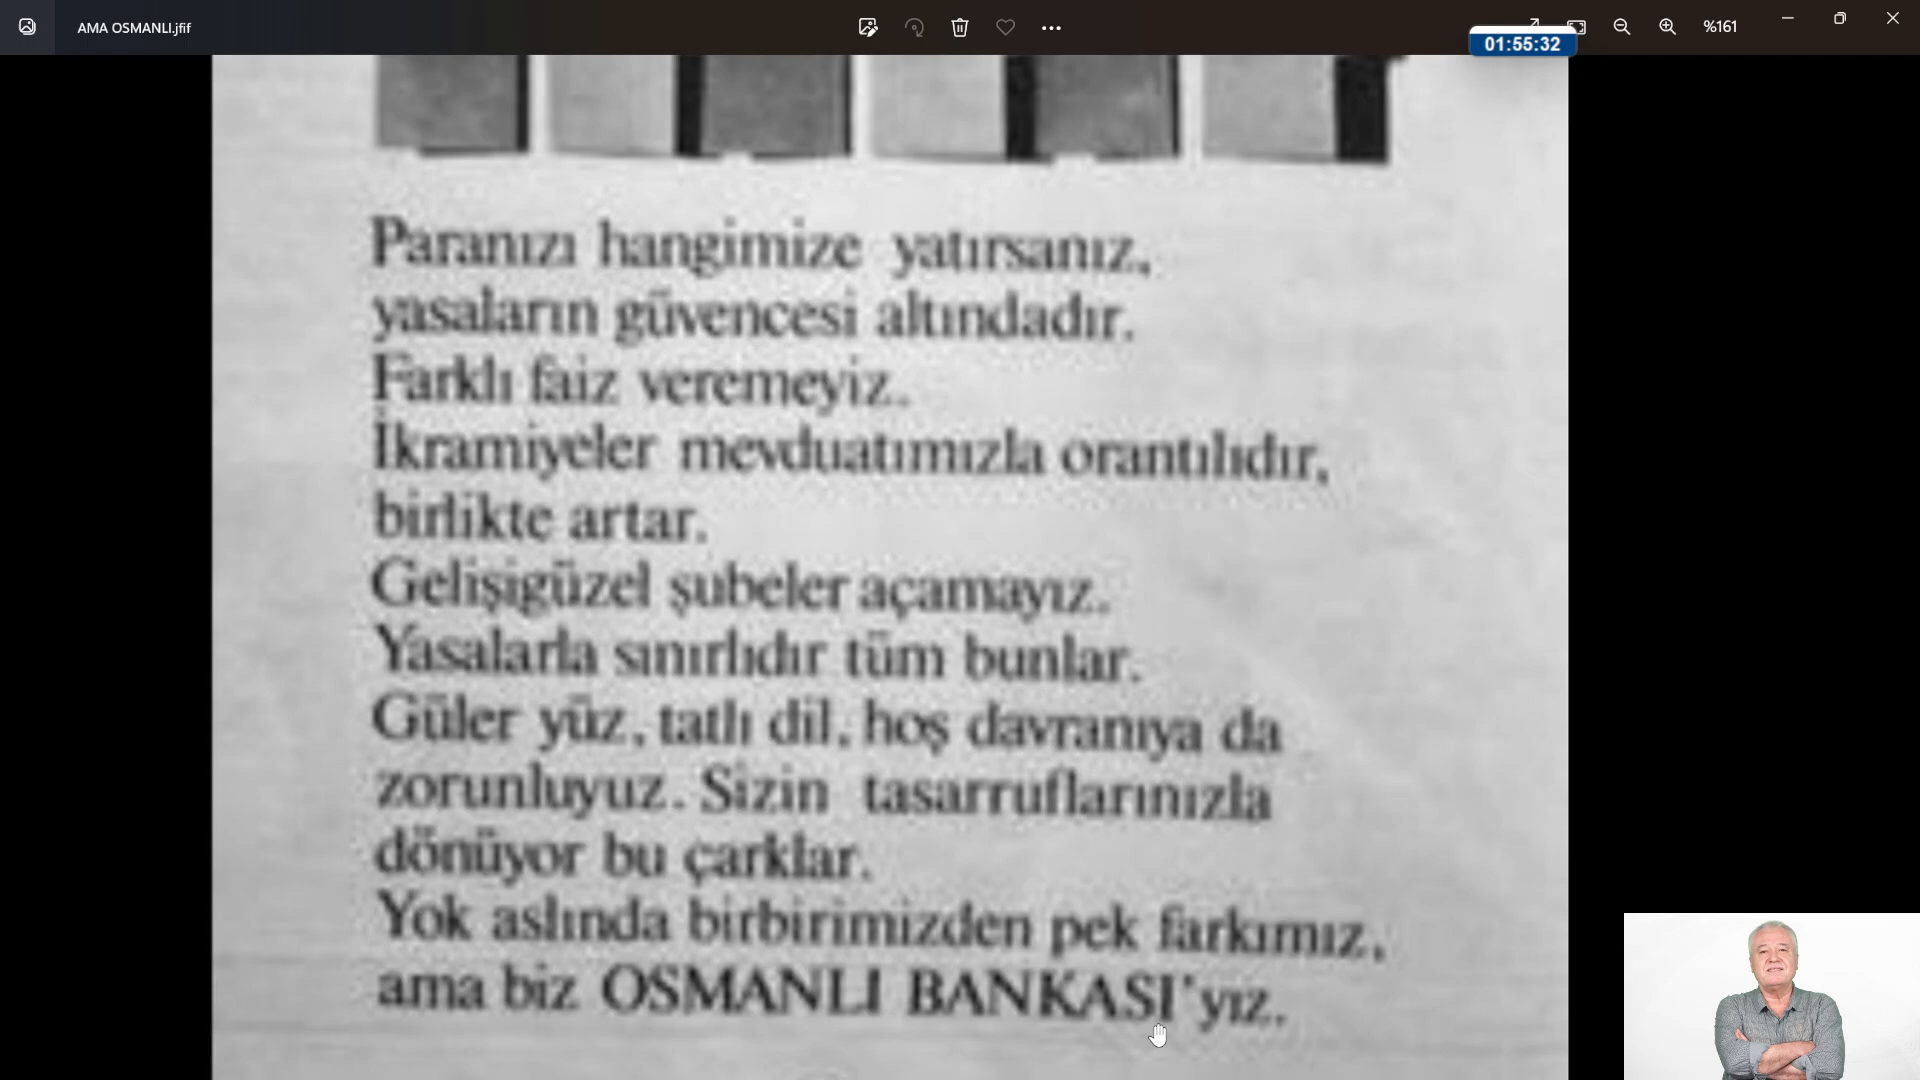 AMA OSMANLI.jfif
%161
01:55:32
Paranızı hangimize yatırsanız,
yasaların güvencesi altındadır.
Farklı faiz veremeyiz.
İkramiyeler mevduatımızla orantılıdır,
birlikte artar.
Gelişigüzel şubeler açamayız.
Yasalarla sınırlıdır tüm bunlar.
Güler yüz, tatlı dil, hoş davranıya da
zorunluyuz. Sizin tasarruflarınızla
dönüyor bu çarklar.
Yok aslında birbirimizden pek farkımız,
ama biz OSMANLI BANKASI'yız.